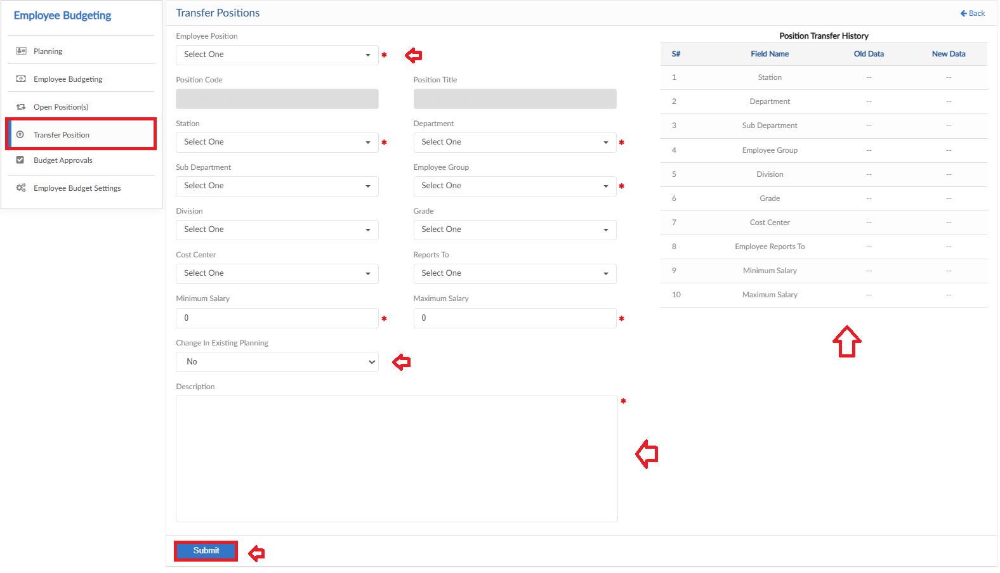 Employee Budgeting
Planning
Employee Budgeting
Open Position(s)
Transfer Position
Budget Approvals
Employee Budget Settings
Transfer Positions
Back
Employee Position
Select One
*
Position Code
Position Title
Station
Department
Select One
*
Select One
*
Sub Department
Employee Group
Select One
Select One
*
Division
Grade
Select One
Select One
Cost Center
Reports To
Select One
Select One
Minimum Salary
Maximum Salary
0
*
0
*
Change In Existing Planning
No
Description
*
Submit
Position Transfer History
S# Field Name Old Data New Data
1 Station -- --
2 Department -- --
3 Sub Department -- --
4 Employee Group -- --
5 Division -- --
6 Grade -- --
7 Cost Center -- --
8 Employee Reports To -- --
9 Minimum Salary -- --
10 Maximum Salary -- --